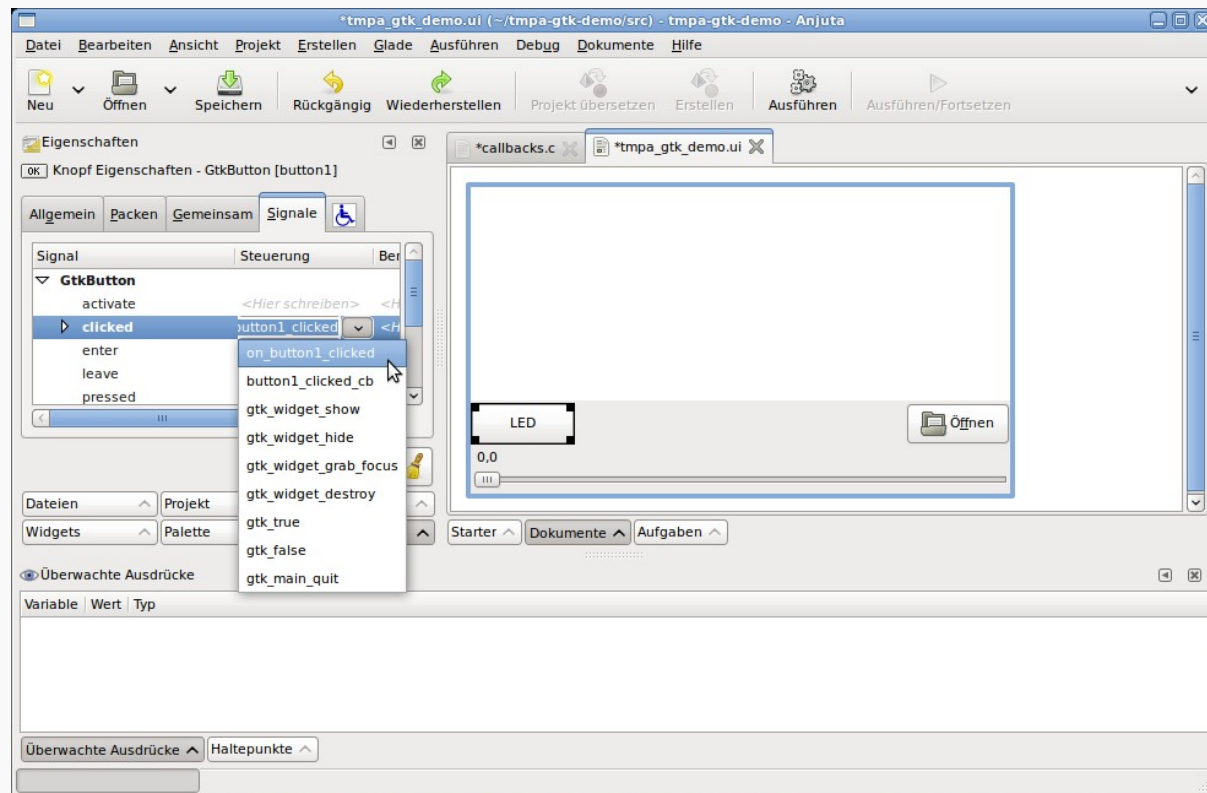 *tmpa_gtk_demo.ui (~/tmpa-gtk-demo/src) - tmpa-gtk-demo - Anjuta
Datei Bearbeiten Ansicht Projekt Erstellen Glade Ausführen Debug Dokumente Hilfe
Neu Öffnen Speichern Rückgängig Wiederherstellen Projekt übersetzen Erstellen Ausführen Ausführen/Fortsetzen
Eigenschaften
OK Knopf Eigenschaften - GtkButton [button1]
Allgemein Packen Gemeinsam Signale
Signal Steuerung Ber
GtkButton
activate <Hier schreiben> <H
clicked button1_clicked <H
enter
leave
pressed
on_button1_clicked
button1_clicked_cb
gtk_widget_show
gtk_widget_hide
gtk_widget_grab_focus
gtk_widget_destroy
gtk_true
gtk_false
gtk_main_quit
Dateien Projekt
Widgets Palette
*callbacks.c *tmpa_gtk_demo.ui
LED Öffnen
0,0
Starter Dokumente Aufgaben
Überwachte Ausdrücke
Variable Wert Typ
Überwachte Ausdrücke Haltepunkte